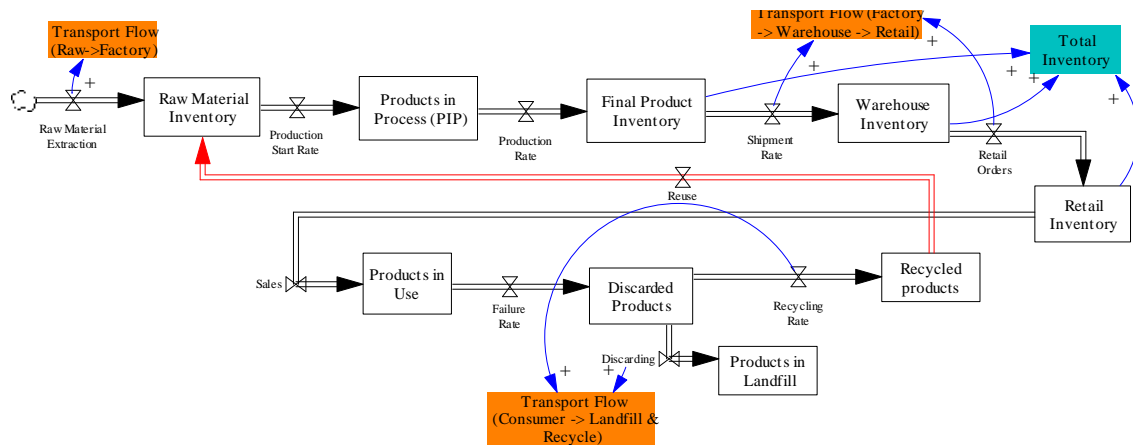 Transport Flow
(Raw->Factory)
Transport Flow (Factory
-> Warehouse -> Retail)
Total
Inventory
+
+
+
+
+
+
Raw Material
Inventory
Products in
Process (PIP)
Final Product
Inventory
Warehouse
Inventory
Raw Material
Extraction
Production
Start Rate
Production
Rate
Shipment
Rate
Retail
Orders
Reuse
Retail
Inventory
Sales
Products in
Use
Failure
Rate
Discarded
Products
Recycling
Rate
Recycled
products
Discarding
Products in
Landfill
+
+
Transport Flow
(Consumer -> Landfill &
Recycle)